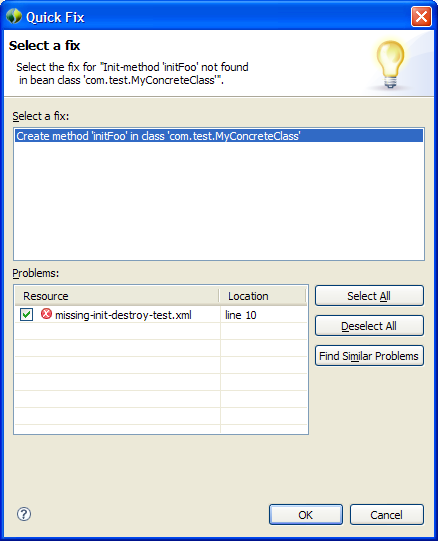 Quick Fix
Select a fix
Select the fix for "Init-method 'initFoo' not found
in bean class 'com.test.MyConcreteClass'".
Select a fix:
Create method 'initFoo' in class 'com.test.MyConcreteClass'
Problems:
Resource Location
missing-init-destroy-test.xml line 10
Select All
Deselect All
Find Similar Problems
? OK Cancel